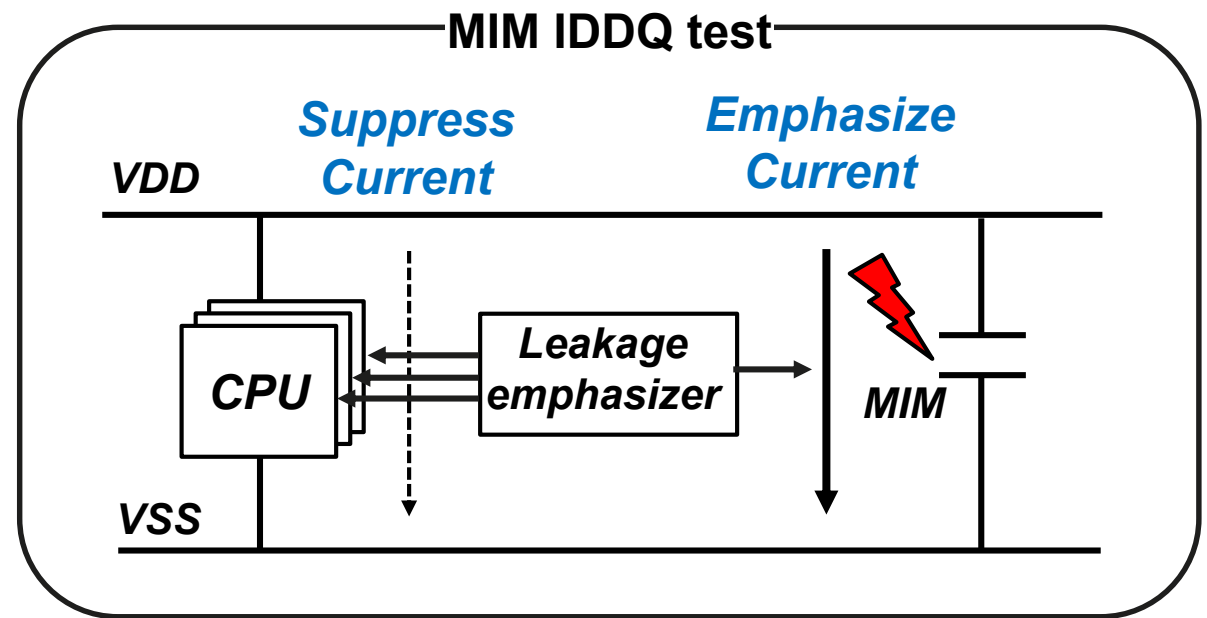 MIM IDDQ test
Suppress
Current
Emphasize
Current
VDD
CPU
Leakage
emphasizer
MIM
VSS